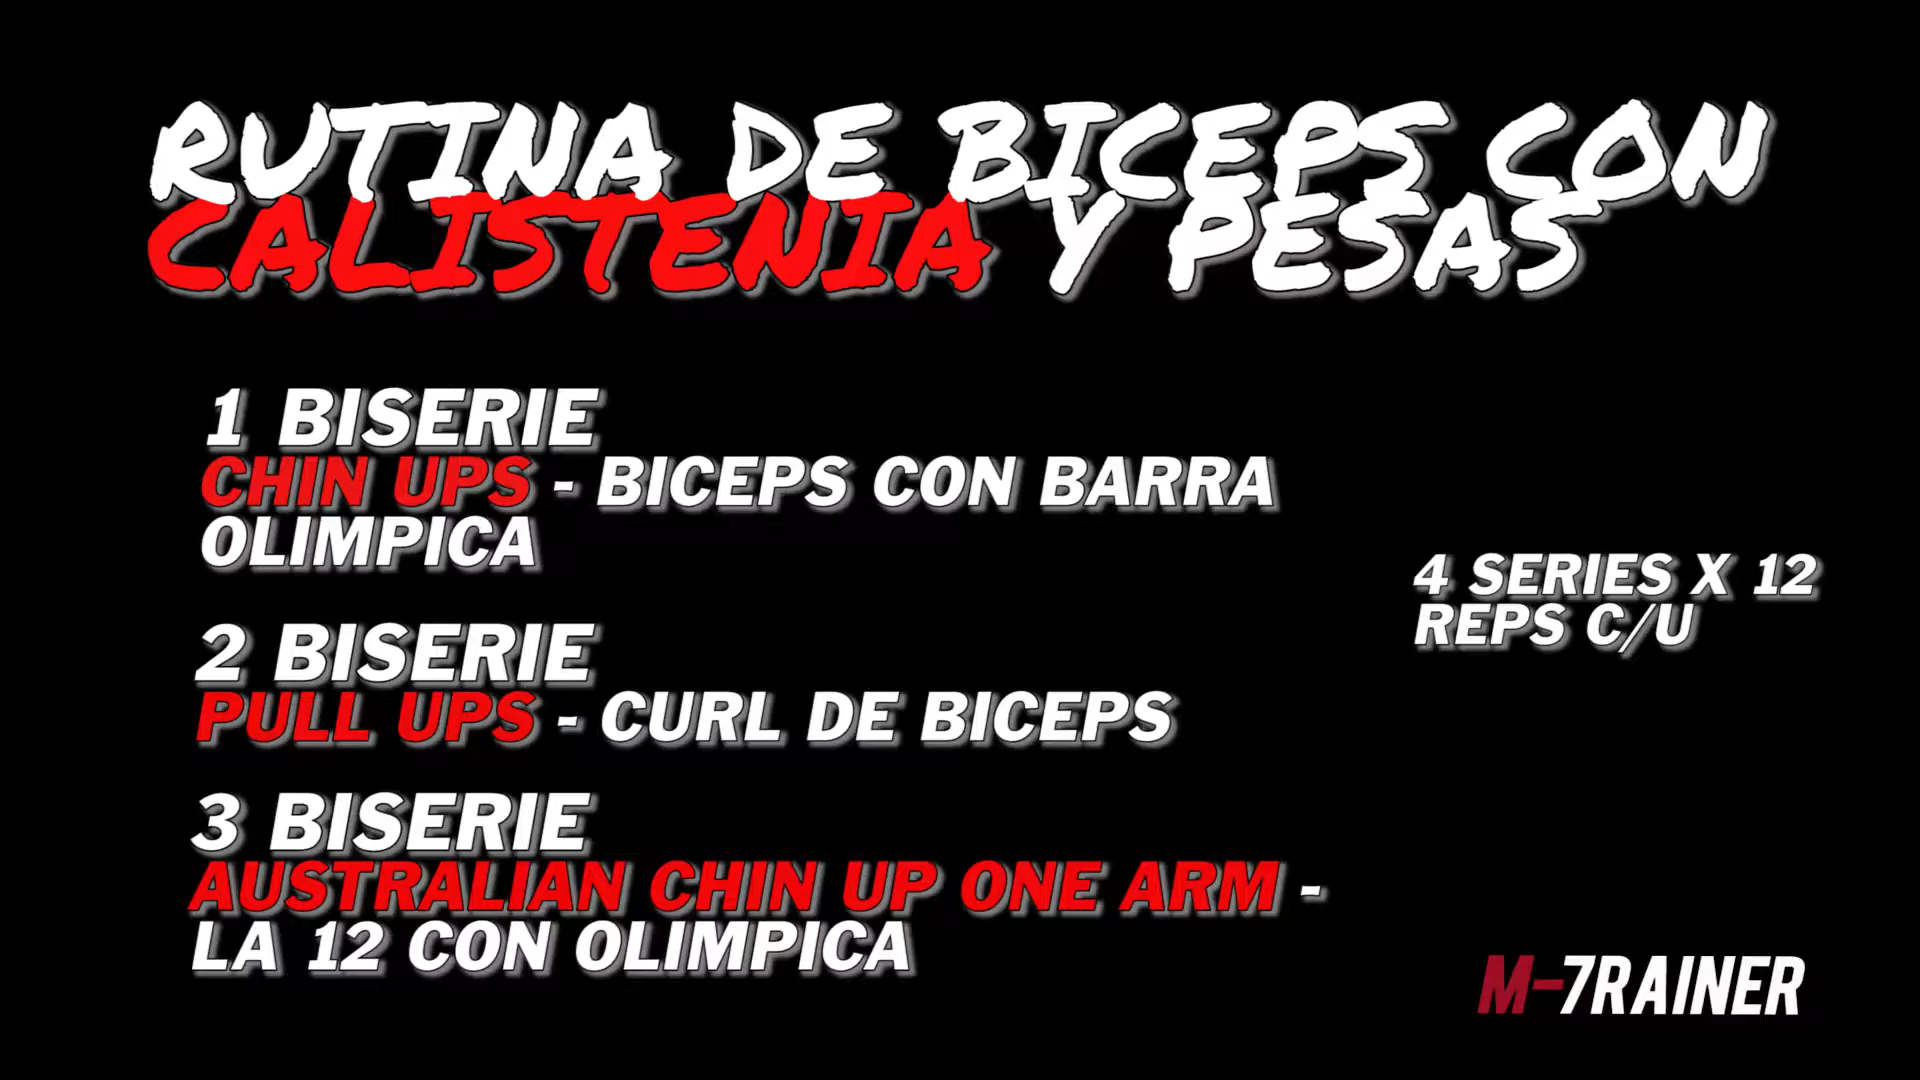 RUTINA DE BICEPS CON
CALISTENIA Y PESAS
1 BISERIE
CHIN UPS - BICEPS CON BARRA
OLIMPICA
2 BISERIE
PULL UPS - CURL DE BICEPS
3 BISERIE
AUSTRALIAN CHIN UP ONE ARM -
LA 12 CON OLIMPICA
4 SERIES X 12
REPS C/U
M-7RAINER